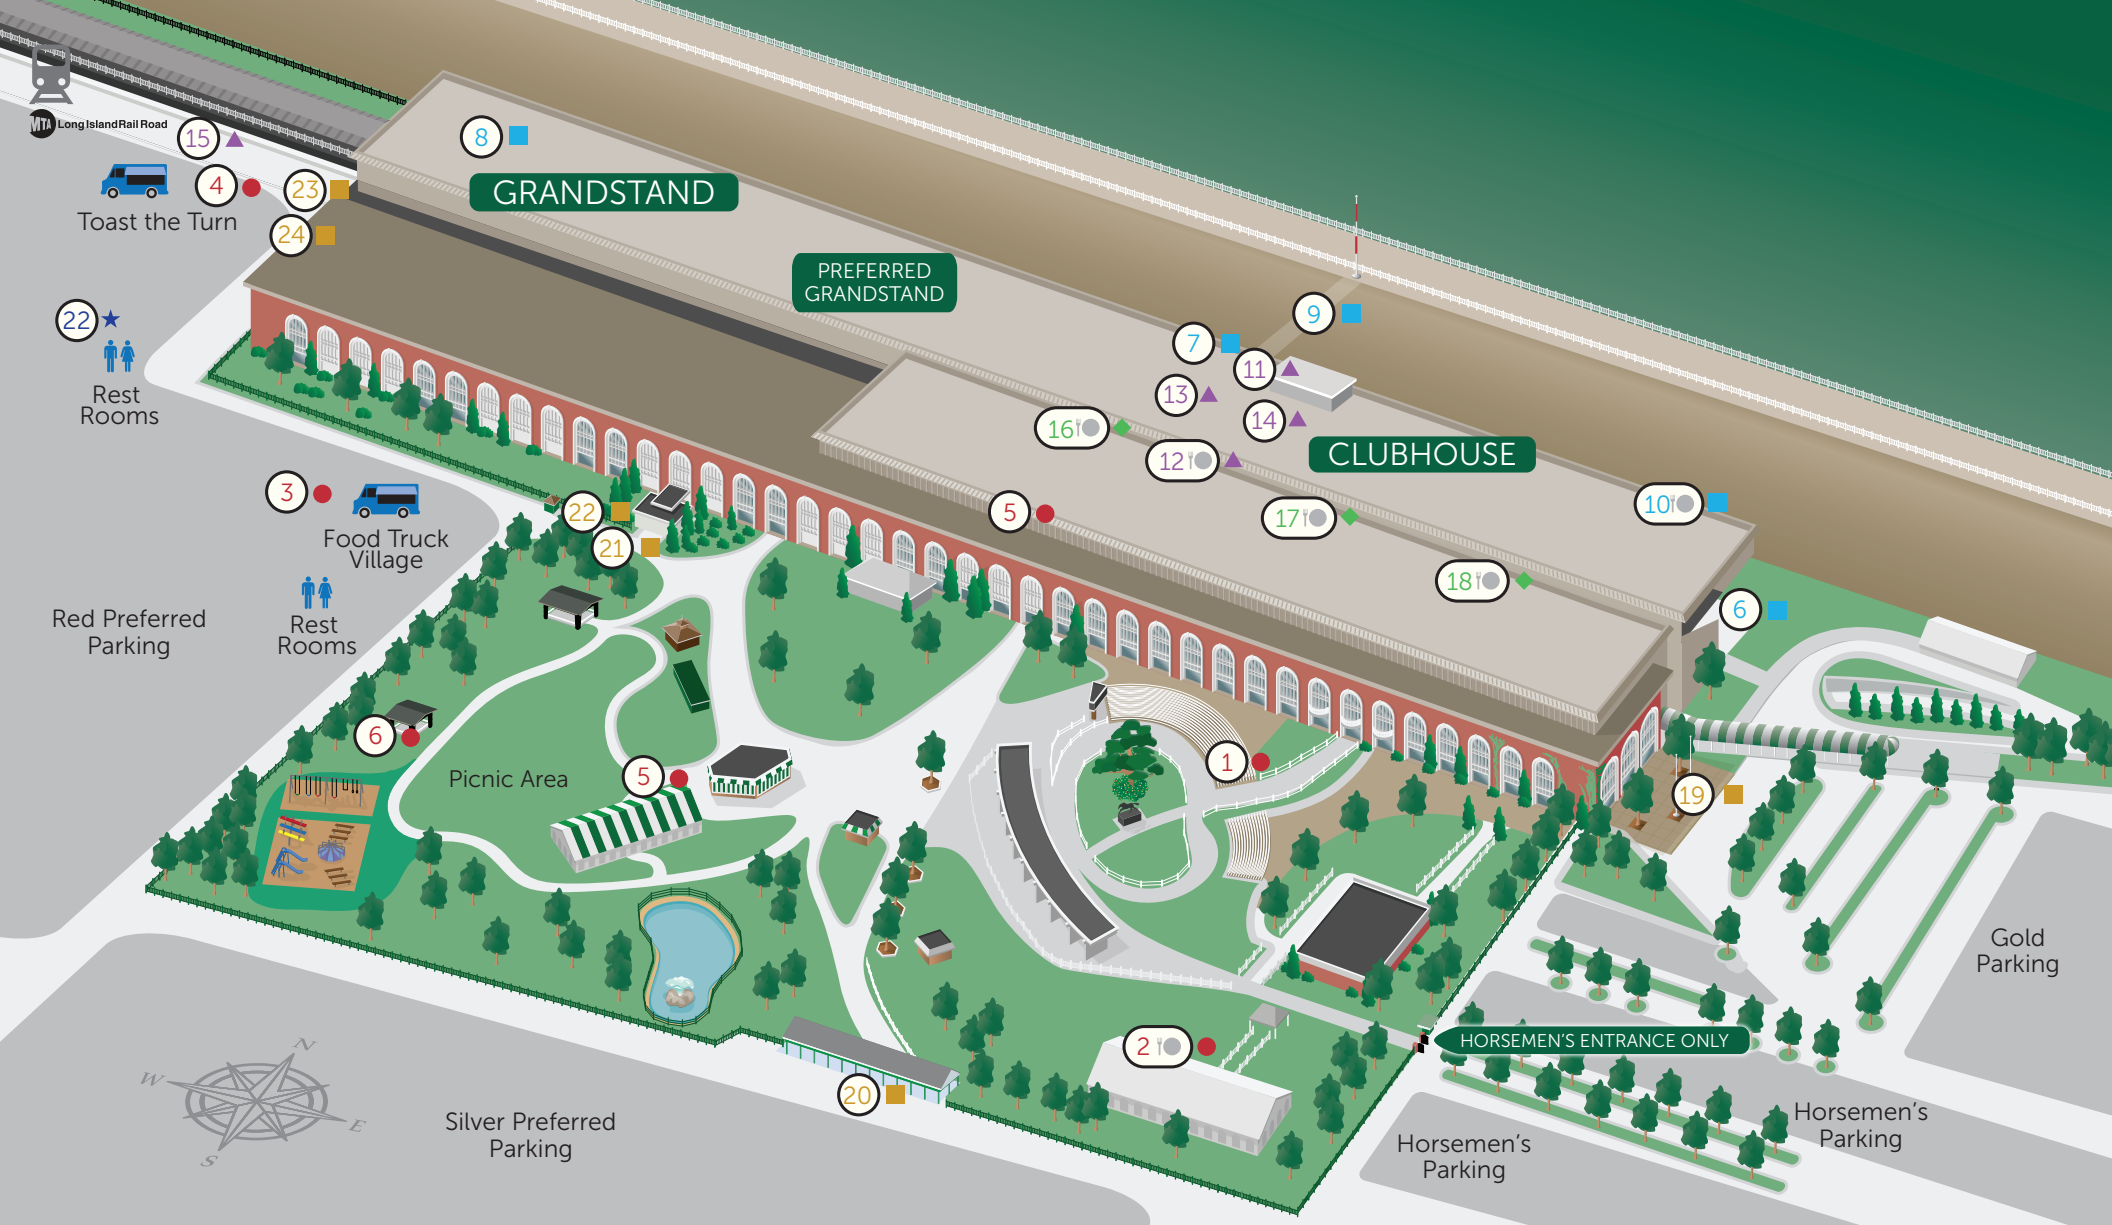 MTA Long Island Rail Road
15
8
4
23
GRANDSTAND
Toast the Turn
24
PREFERRED
GRANDSTAND
22
9
7
11
Rest
Rooms
13
14
16
CLUBHOUSE
12
3
10
22
5
17
Food Truck
Village
21
18
Red Preferred
Parking
Rest
Rooms
6
6
1
Picnic Area
5
19
Gold
Parking
2
HORSEMEN'S ENTRANCE ONLY
N
W
E
S
20
Silver Preferred
Parking
Horsemen's
Parking
Horsemen's
Parking